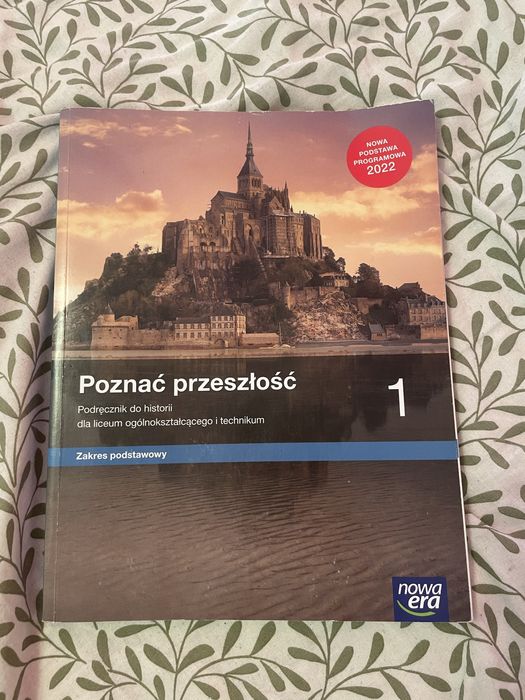 NOWA
PODSTAWA
PROGRAMOWA
2022
Poznać przeszłość
1
Podręcznik do historii
dla liceum ogólnokształcącego i technikum
Zakres podstawowy
nowa
era